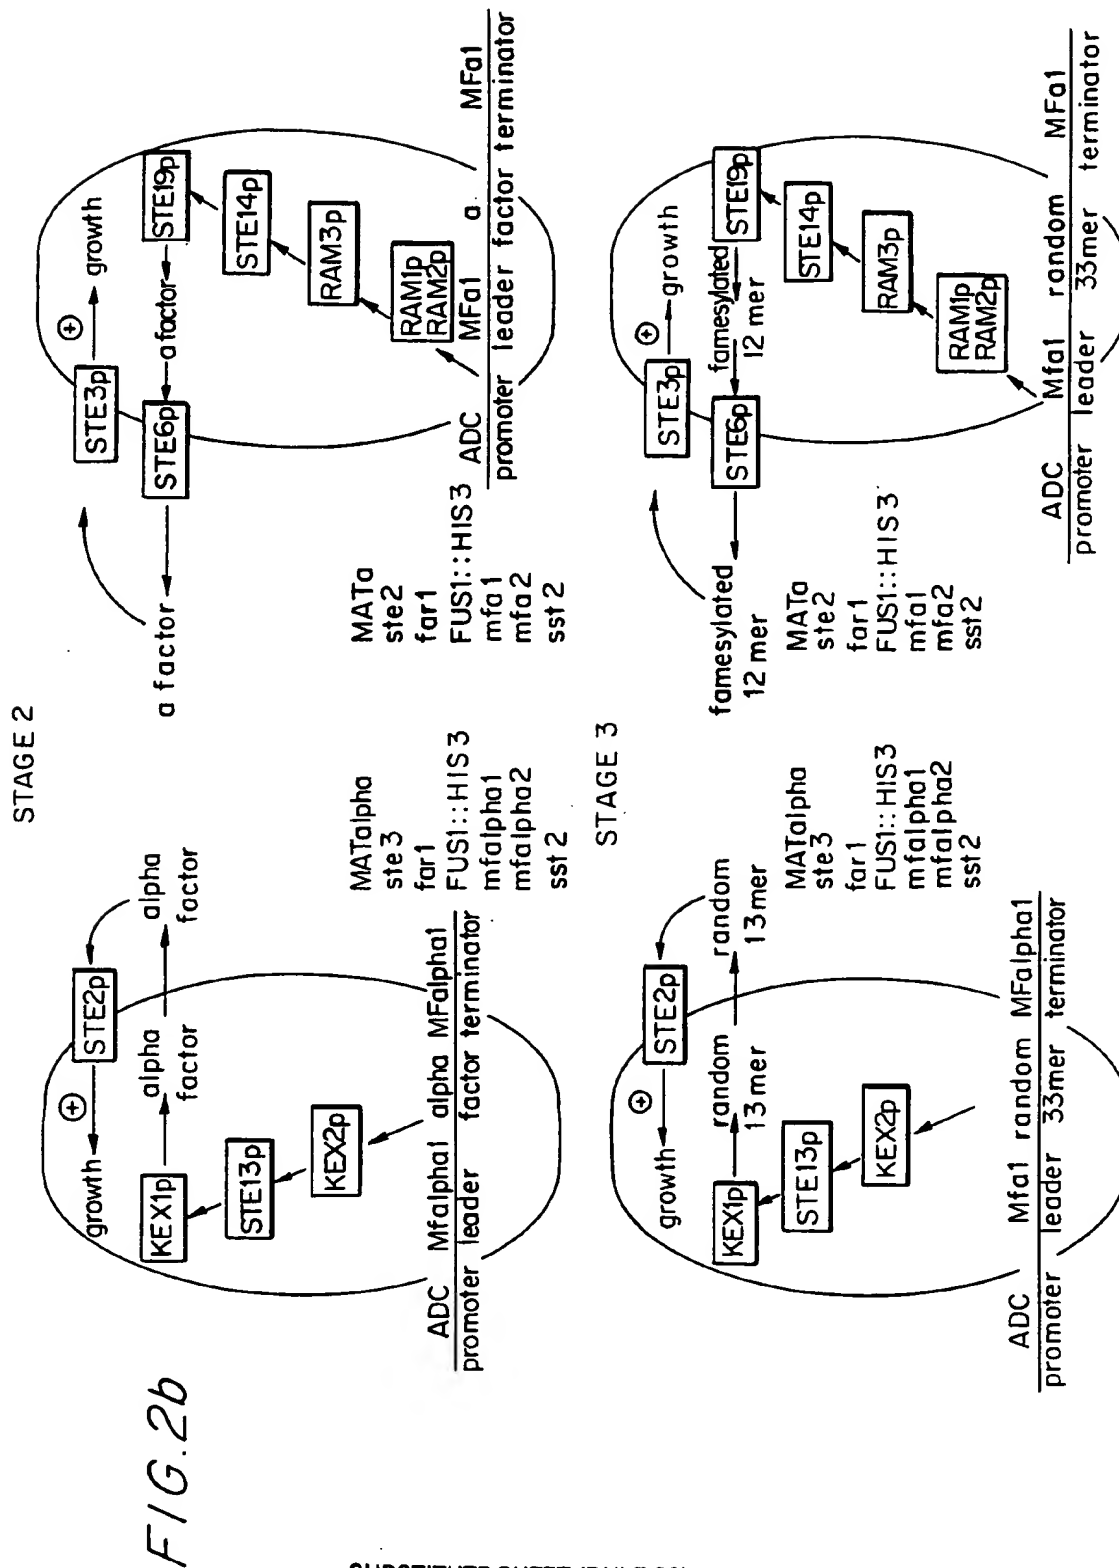 FIG.2b
STAGE 2
STE2p
growth
alpha
factor
alpha
factor
KEX1p
STE13p
KEX2p
ADC
promoter
Mfalpha1
leader
alpha
factor
MFalpha1
terminator
MATalpha
ste3
far1
FUS1::HIS3
mfalpha1
mfalpha2
sst2
a factor
STE3p
growth
STE6p
a factor
STE19p
STE14p
RAM3p
RAM1p
RAM2p
ADC
promoter
MFa1
leader
a
factor
MFa1
terminator
MATa
ste2
far1
FUS1::HIS3
mfa1
mfa2
sst2
STAGE 3
STE2p
growth
random
13mer
random
13mer
KEX1p
STE13p
KEX2p
ADC
promoter
Mfa1
leader
random
33mer
MFalpha1
terminator
MATalpha
ste3
far1
FUS1::HIS3
mfalpha1
mfalpha2
sst2
famesylated
12mer
STE3p
growth
STE6p
famesylated
12mer
STE19p
STE14p
RAM3p
RAM1p
RAM2p
ADC
promoter
Mfa1
leader
random
33mer
MFa1
terminator
MATa
ste2
far1
FUS1::HIS3
mfa1
mfa2
sst2